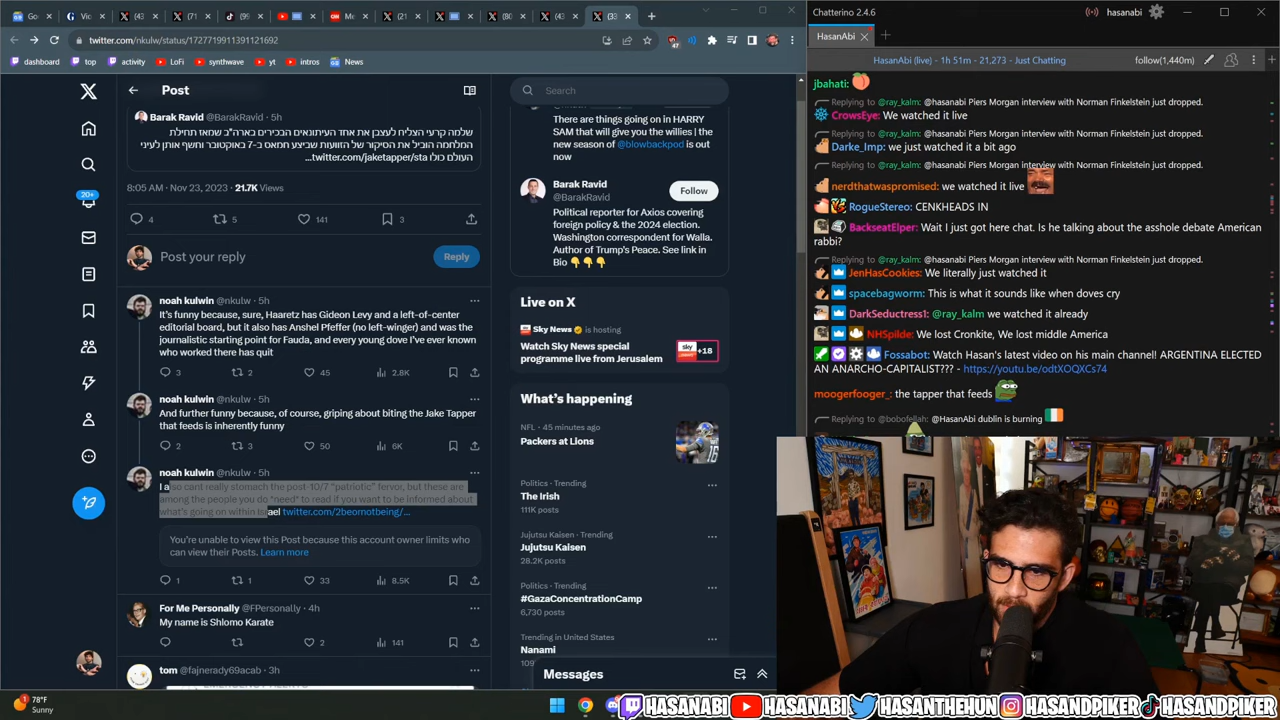 twitter.com/nkulw/status/1727719911391121692
dashboard
top
activity
LoFi
synthwave
yt
intros
News
Post
Barak Ravid @BarakRavid · 5h
שלמה קרעי הצליח לעצבן את אחד העיתונאים הבכירים בארה"ב שמאז תחילת
המלחמה הוביל את הסיקור של הזוועות שביצע חמאס ב-7 באוקטובר וחשף אותן לעיני
העולם כולו twitter.com/jaketapper/sta...
8:05 AM · Nov 23, 2023 · 21.7K Views
4
5
141
3
Post your reply
Reply
noah kulwin @nkulw · 5h
It's funny because, sure, Haaretz has Gideon Levy and a left-of-center
editorial board, but it also has Anshel Pfeffer (no left-winger) and was the
journalistic starting point for Fauda, and every young dove I've ever known
who worked there has quit
3
2
45
2.8K
noah kulwin @nkulw · 5h
And further funny because, of course, griping about biting the Jake Tapper
that feeds is inherently funny
2
3
50
6K
noah kulwin @nkulw · 5h
I also cant really stomach the post-10/7 "patriotic" fervor, but these are
among the people you do *need* to read if you want to be informed about
what's going on within Israel twitter.com/2beornotbeing/...
You're unable to view this Post because this account owner limits who
can view their Posts. Learn more
1
1
33
8.5K
For Me Personally @FPersonally · 4h
My name is Shlomo Karate
2
141
tom @fajnerady69acab · 3h
Search
There are things going on in HARRY
SAM that will give you the willies | the
new season of @blowbackpod is out
now
Barak Ravid
@BarakRavid
Follow
Political reporter for Axios covering
foreign policy & the 2024 election.
Washington correspondent for Walla.
Author of Trump's Peace. See link in
Bio
Live on X
Sky News is hosting
Watch Sky News special
programme live from Jerusalem
+18
What's happening
NFL · 45 minutes ago
Packers at Lions
Politics · Trending
The Irish
111K posts
Jujutsu Kaisen · Trending
Jujutsu Kaisen
28.2K posts
Politics · Trending
#GazaConcentrationCamp
6,730 posts
Trending in United States
Nanami
Messages
20+
78°F
Sunny
Chatterino 2.4.6
hasanabi
HasanAbi
HasanAbi (live) - 1h 51m - 21,273 - Just Chatting
follow(1,440m)
jbahati:
Replying to @ray_kalm: @hasanabi Piers Morgan interview with Norman Finkelstein just dropped.
CrowsEye: We watched it live
Replying to @ray_kalm: @hasanabi Piers Morgan interview with Norman Finkelstein just dropped.
Darke_Imp: we just watched it a bit ago
Replying to @ray_kalm: @hasanabi Piers Morgan interview with Norman Finkelstein just dropped.
nerdthatwaspromised: we watched it live
RogueStereo: CENKHEADS IN
BackseatElper: Wait I just got here chat. Is he talking about the asshole debate American
rabbi?
Replying to @ray_kalm: @hasanabi Piers Morgan interview with Norman Finkelstein just dropped.
JenHasCookies: We literally just watched it
spacebagworm: This is what it sounds like when doves cry
DarkSeductress1: @ray_kalm we watched it already
NHSpilde: We lost Cronkite, We lost middle America
Fossabot: Watch Hasan's latest video on his main channel! ARGENTINA ELECTED
AN ANARCHO-CAPITALIST??? - https://youtu.be/odtXOQXCs74
moogerfooger_: the tapper that feeds
Replying to @bobofellah: @HasanAbi dublin is burning
HASANABI
HASANABI
HASANTHEHUN
HASANDPIKER
HASANDPIKER